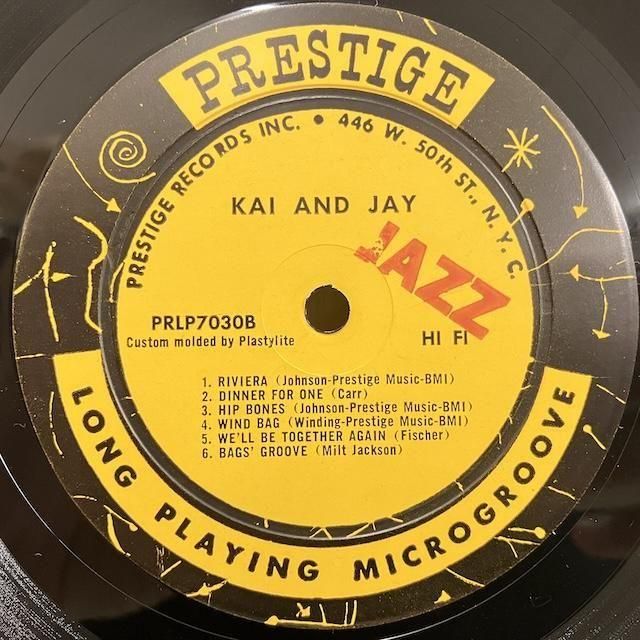 PRESTIGE
PRESTIGE RECORDS INC. • 446 W. 50th ST., N. Y. C.
KAI AND JAY
JAZZ
PRLP7030B
Custom molded by Plastylite
HI FI
1. RIVIERA (Johnson-Prestige Music-BMI)
2. DINNER FOR ONE (Carr)
3. HIP BONES (Johnson-Prestige Music-BMI)
4. WIND BAG (Winding-Prestige Music-BMI)
5. WE'LL BE TOGETHER AGAIN (Fischer)
6. BAGS' GROOVE (Milt Jackson)
LONG PLAYING MICROGROOVE